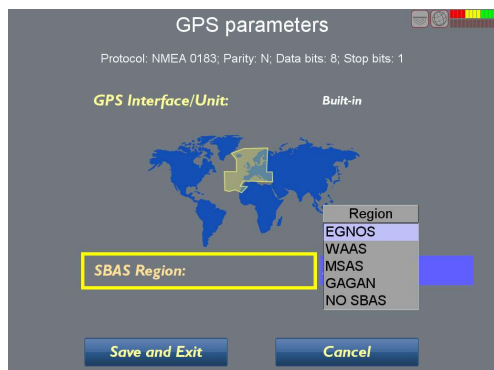 GPS parameters
Protocol: NMEA 0183; Parity: N; Data bits: 8; Stop bits: 1
GPS Interface/Unit: Built-in
Region
EGNOS
WAAS
SBAS Region: MSAS
GAGAN
NO SBAS
Save and Exit Cancel